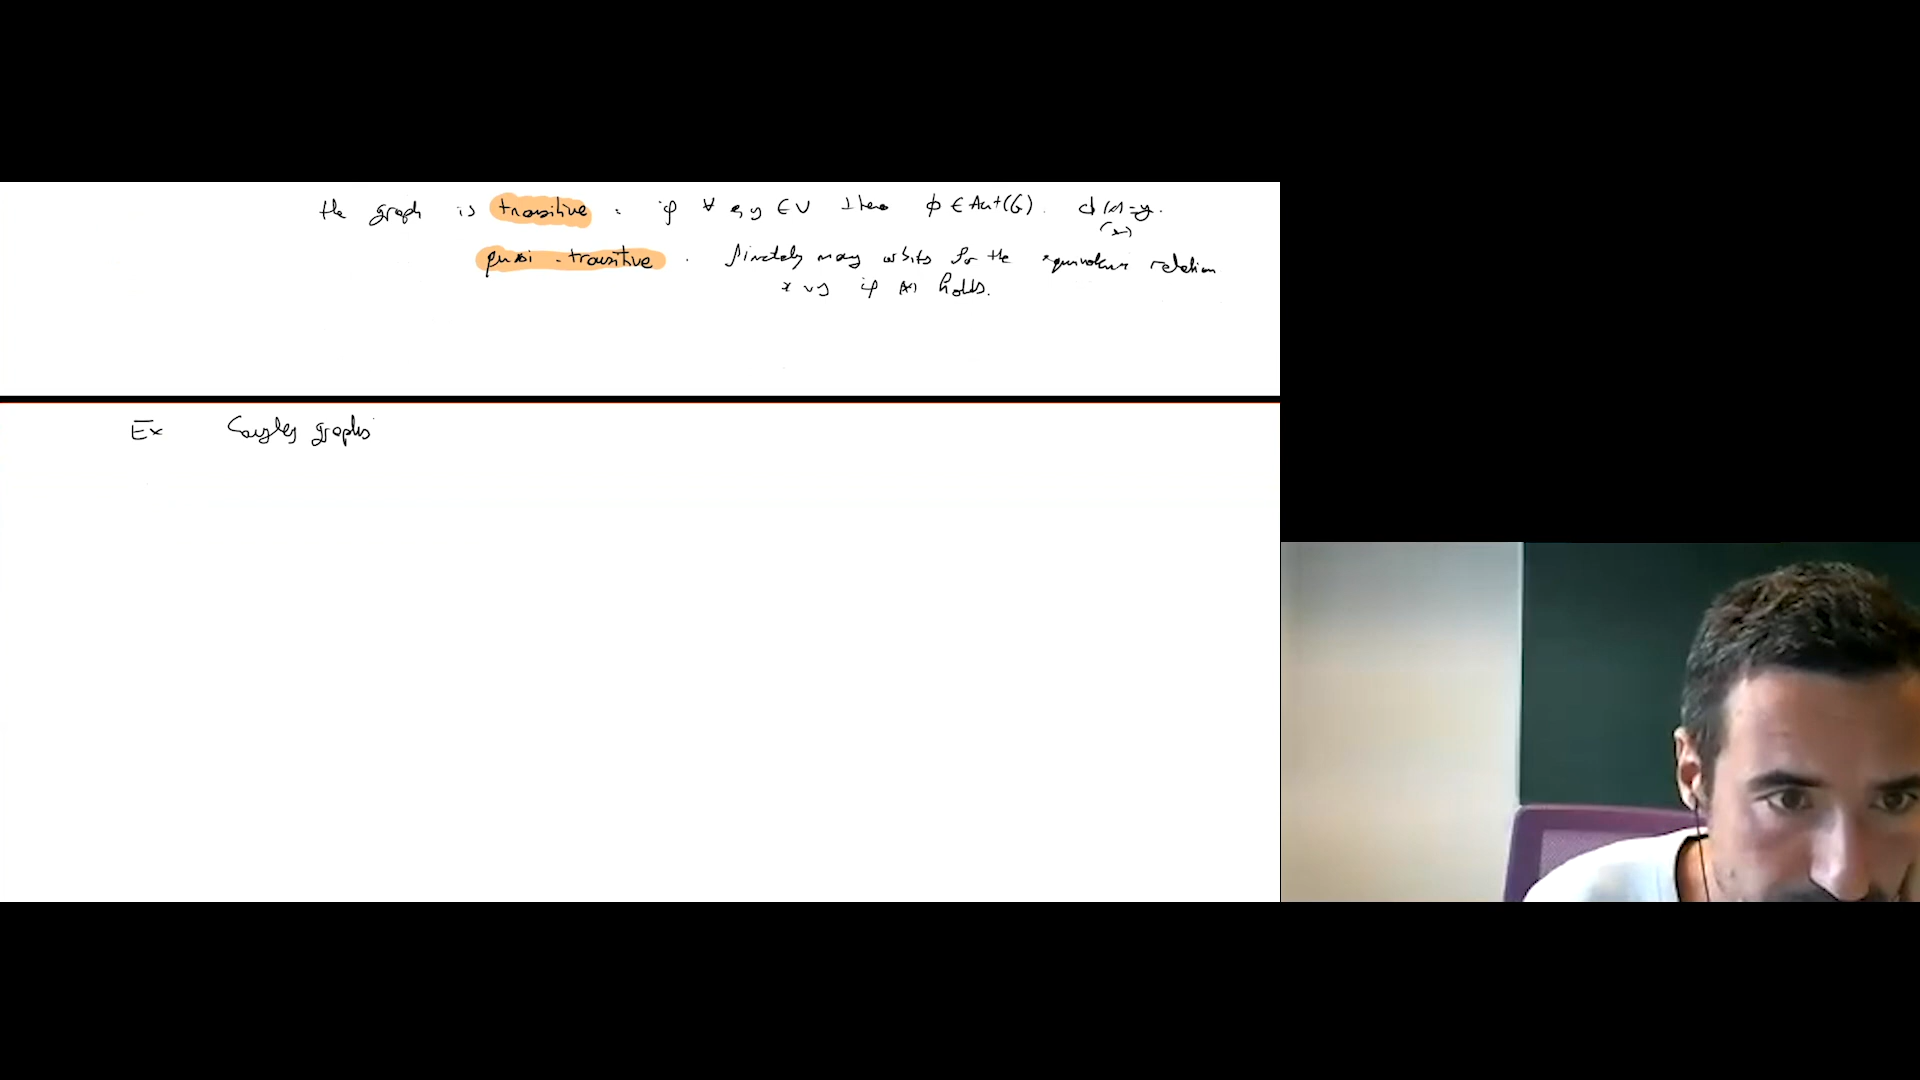 the graph is transitive : if ∀ x,y ∈ V there ϕ ∈ Aut(G). ϕ(x)=y.
(*)
quasi-transitive . finitely many orbits for the equivalence relation
x ~ y if (*) holds.
Ex Cayley graphs